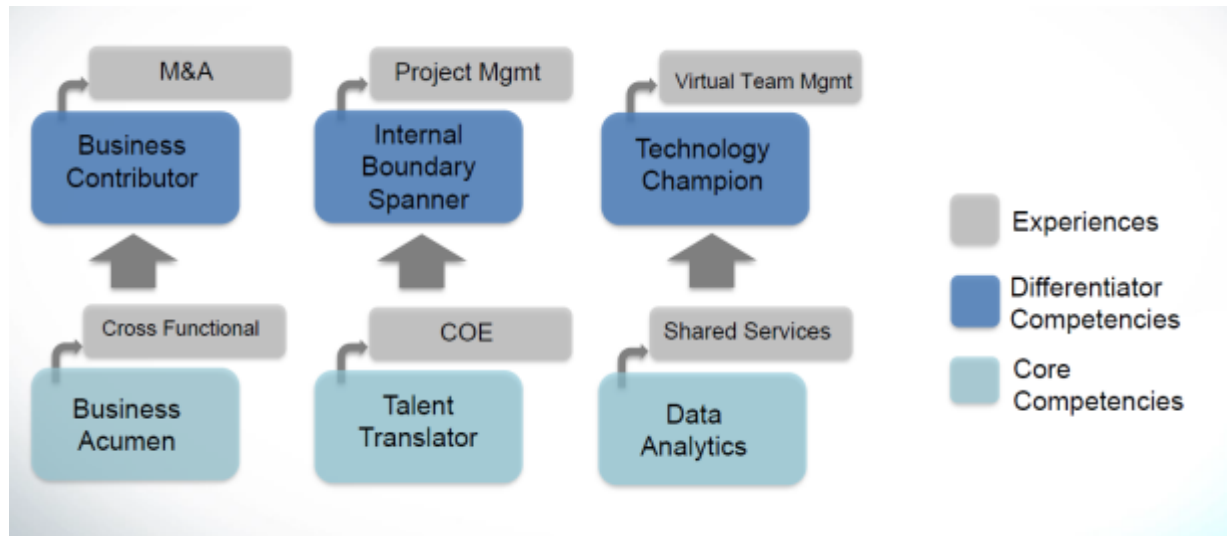 M&A
Project Mgmt
Virtual Team Mgmt
Business
Contributor
Internal
Boundary
Spanner
Technology
Champion
Cross Functional
COE
Shared Services
Business
Acumen
Talent
Translator
Data
Analytics
Experiences
Differentiator
Competencies
Core
Competencies